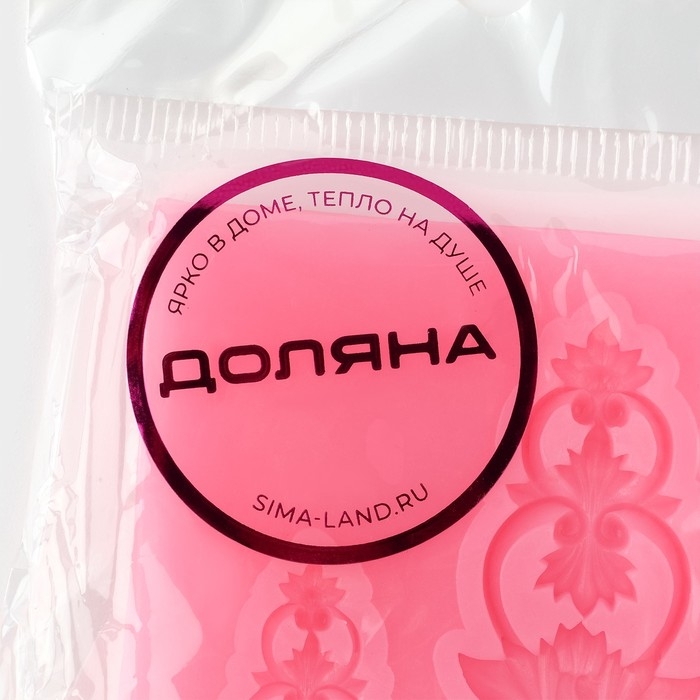 ЯРКО В ДОМЕ, ТЕПЛО НА ДУШЕ
ДОЛЯНА
SIMA-LAND.RU